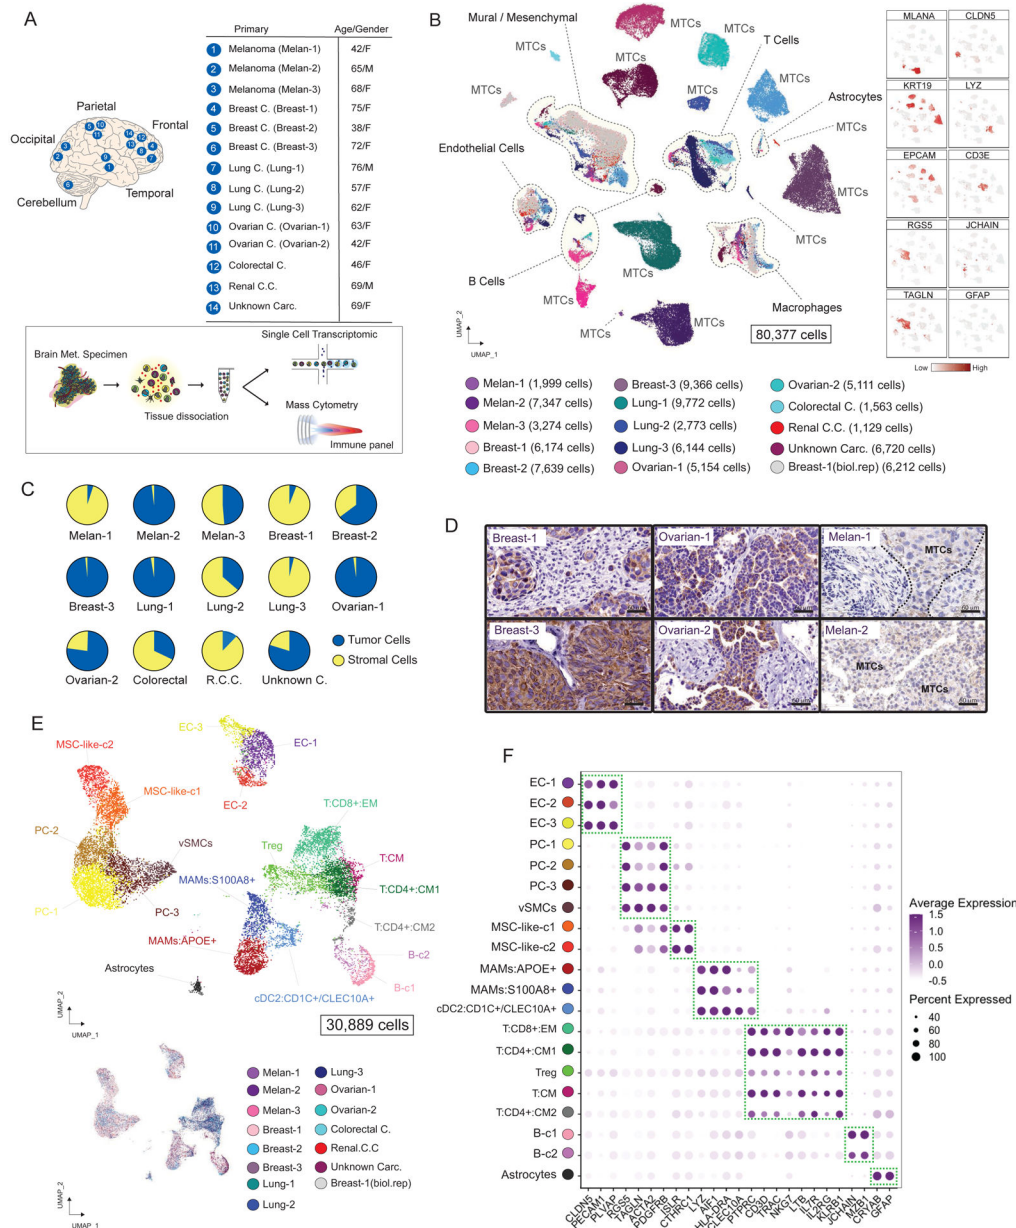 A
Primary Age/Gender
1 Melanoma (Melan-1) 42/F
2 Melanoma (Melan-2) 65/M
3 Melanoma (Melan-3) 68/F
4 Breast C. (Breast-1) 75/F
5 Breast C. (Breast-2) 38/F
6 Breast C. (Breast-3) 72/F
7 Lung C. (Lung-1) 76/M
8 Lung C. (Lung-2) 57/F
9 Lung C. (Lung-3) 62/F
10 Ovarian C. (Ovarian-1) 63/F
11 Ovarian C. (Ovarian-2) 42/F
12 Colorectal C. 46/F
13 Renal C.C. 69/M
14 Unknown Carc. 69/F
Parietal
Frontal
Occipital
Temporal
Cerebellum
Single Cell Transcriptomic
Brain Met. Specimen
Tissue dissociation
Mass Cytometry
Immune panel
B
Mural / Mesenchymal
MTCs
MTCs
MTCs
T Cells
MTCs
MTCs
MTCs
MTCs
MTCs
Astrocytes
MTCs
Endothelial Cells
MTCs
MTCs
B Cells
MTCs
MTCs
MTCs
MTCs
Macrophages
80,377 cells
UMAP_2
UMAP_1
MLANA CLDN5
KRT19 LYZ
EPCAM CD3E
RGS5 JCHAIN
TAGLN GFAP
Low High
Melan-1 (1,999 cells) Breast-3 (9,366 cells) Ovarian-2 (5,111 cells)
Melan-2 (7,347 cells) Lung-1 (9,772 cells) Colorectal C. (1,563 cells)
Melan-3 (3,274 cells) Lung-2 (2,773 cells) Renal C.C. (1,129 cells)
Breast-1 (6,174 cells) Lung-3 (6,144 cells) Unknown Carc. (6,720 cells)
Breast-2 (7,639 cells) Ovarian-1 (5,154 cells) Breast-1(biol.rep) (6,212 cells)
C
Melan-1 Melan-2 Melan-3 Breast-1 Breast-2
Breast-3 Lung-1 Lung-2 Lung-3 Ovarian-1
Ovarian-2 Colorectal R.C.C. Unknown C.
Tumor Cells
Stromal Cells
D
Breast-1 Ovarian-1 Melan-1
MTCs
Breast-3 Ovarian-2 Melan-2
MTCs
MTCs
E
EC-3
EC-1
EC-2
MSC-like-c2
MSC-like-c1
PC-2
vSMCs
PC-1
PC-3
T:CD8+:EM
Treg
T:CM
MAMs:S100A8+
T:CD4+:CM1
T:CD4+:CM2
MAMs:APOE+
B-c2
B-c1
Astrocytes
cDC2:CD1C+/CLEC10A+
30,889 cells
UMAP_2
UMAP_1
Melan-1 Lung-3
Melan-2 Ovarian-1
Melan-3 Ovarian-2
Breast-1 Colorectal C.
Breast-2 Renal.C.C
Breast-3 Unknown Carc.
Lung-1 Breast-1(biol.rep)
Lung-2
UMAP_2
UMAP_1
F
EC-1
EC-2
EC-3
PC-1
PC-2
PC-3
vSMCs
MSC-like-c1
MSC-like-c2
MAMs:APOE+
MAMs:S100A8+
cDC2:CD1C+/CLEC10A+
T:CD8+:EM
T:CD4+:CM1
Treg
T:CM
T:CD4+:CM2
B-c1
B-c2
Astrocytes
CLDN5 PECAM1 PLVAP RGS5 TAGLN ACTA2 PDGFRB ISLR CTHRC1 LYZ AIF1 HLA-DRA CLEC10A PTPRC CD3D TRAC NKG7 LTB IL7R IL2RG KLRB1 JCHAIN MZB1 CRYAB GFAP
Average Expression
1.5
1.0
0.5
0.0
-0.5
Percent Expressed
40
60
80
100